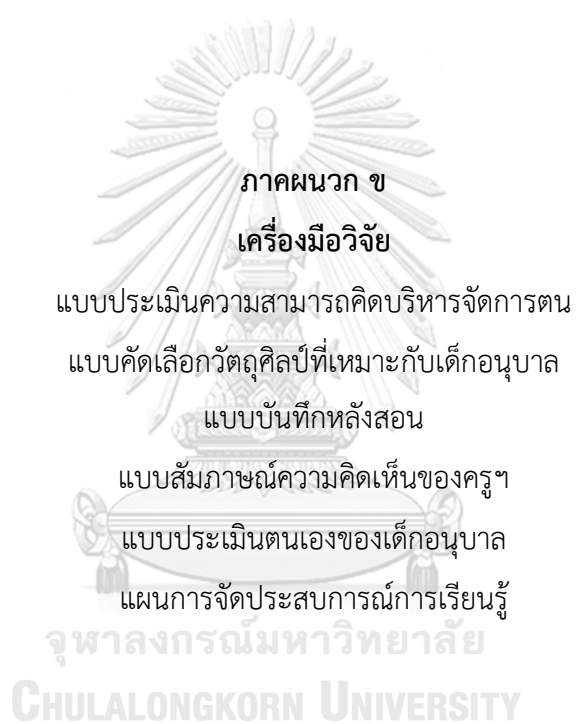 ภาคผนวก ข
เครื่องมือวิจัย
แบบประเมินความสามารถคิดบริหารจัดการตน
แบบคัดเลือกวัตถุศิลป์ที่เหมาะกับเด็กอนุบาล
แบบบันทึกหลังสอน
แบบสัมภาษณ์ความคิดเห็นของครูฯ
แบบประเมินตนเองของเด็กอนุบาล
แผนการจัดประสบการณ์การเรียนรู้
จุฬาลงกรณ์มหาวิทยาลัย
CHULALONGKORN UNIVERSITY